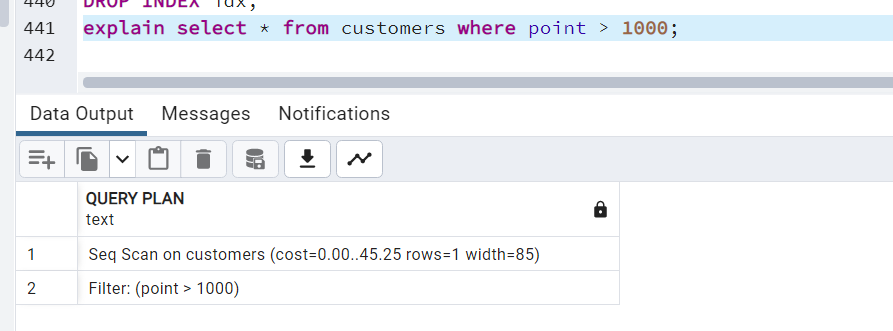 440 DROP INDEX idx;
441 explain select * from customers where point > 1000;
442
Data Output Messages Notifications
QUERY PLAN
text
1 Seq Scan on customers (cost=0.00..45.25 rows=1 width=85)
2 Filter: (point > 1000)